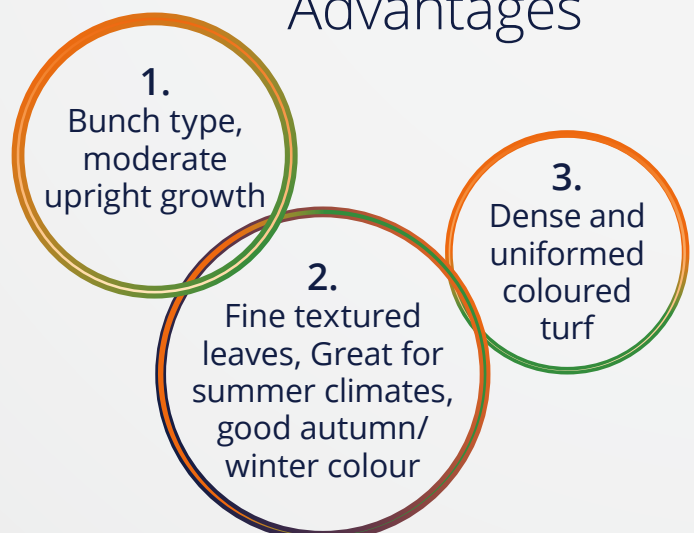 Advantages
1.
Bunch type,
moderate
upright growth
2.
Fine textured
leaves, Great for
summer climates,
good autumn/
winter colour
3.
Dense and
uniformed
coloured
turf